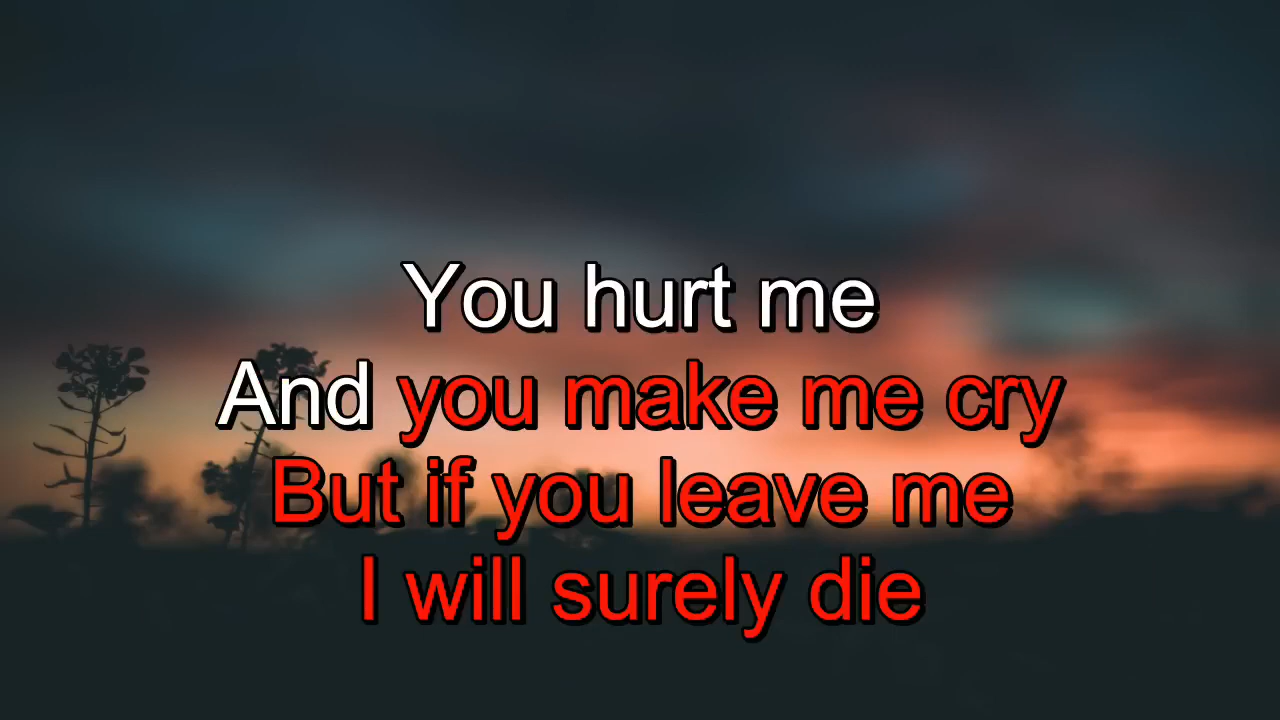 You hurt me
And you make me cry
But if you leave me
I will surely die